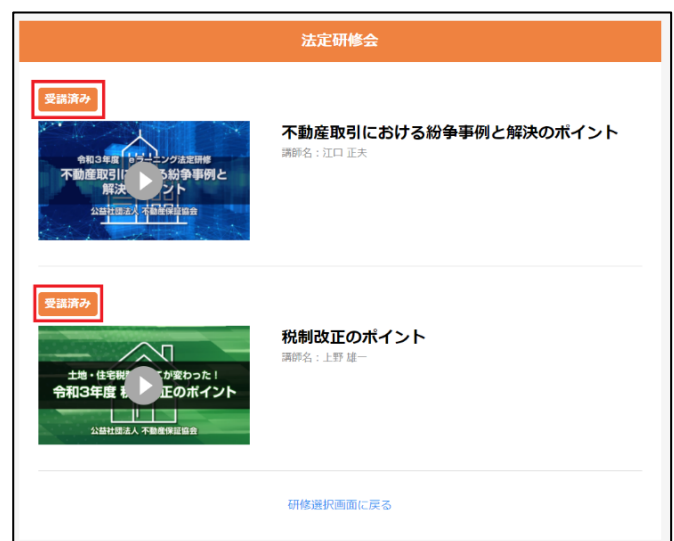 法定研修会
受講済み
令和3年度 eラーニング法定研修
不動産取引に 紛争事例と
解決 ント
公益社団法人 不動産保証協会
不動産取引における紛争事例と解決のポイント
講師名：江口 正夫
受講済み
土地・住宅税 が変わった！
令和3年度 正のポイント
公益社団法人 不動産保証協会
税制改正のポイント
講師名：上野 雄一
研修選択画面に戻る